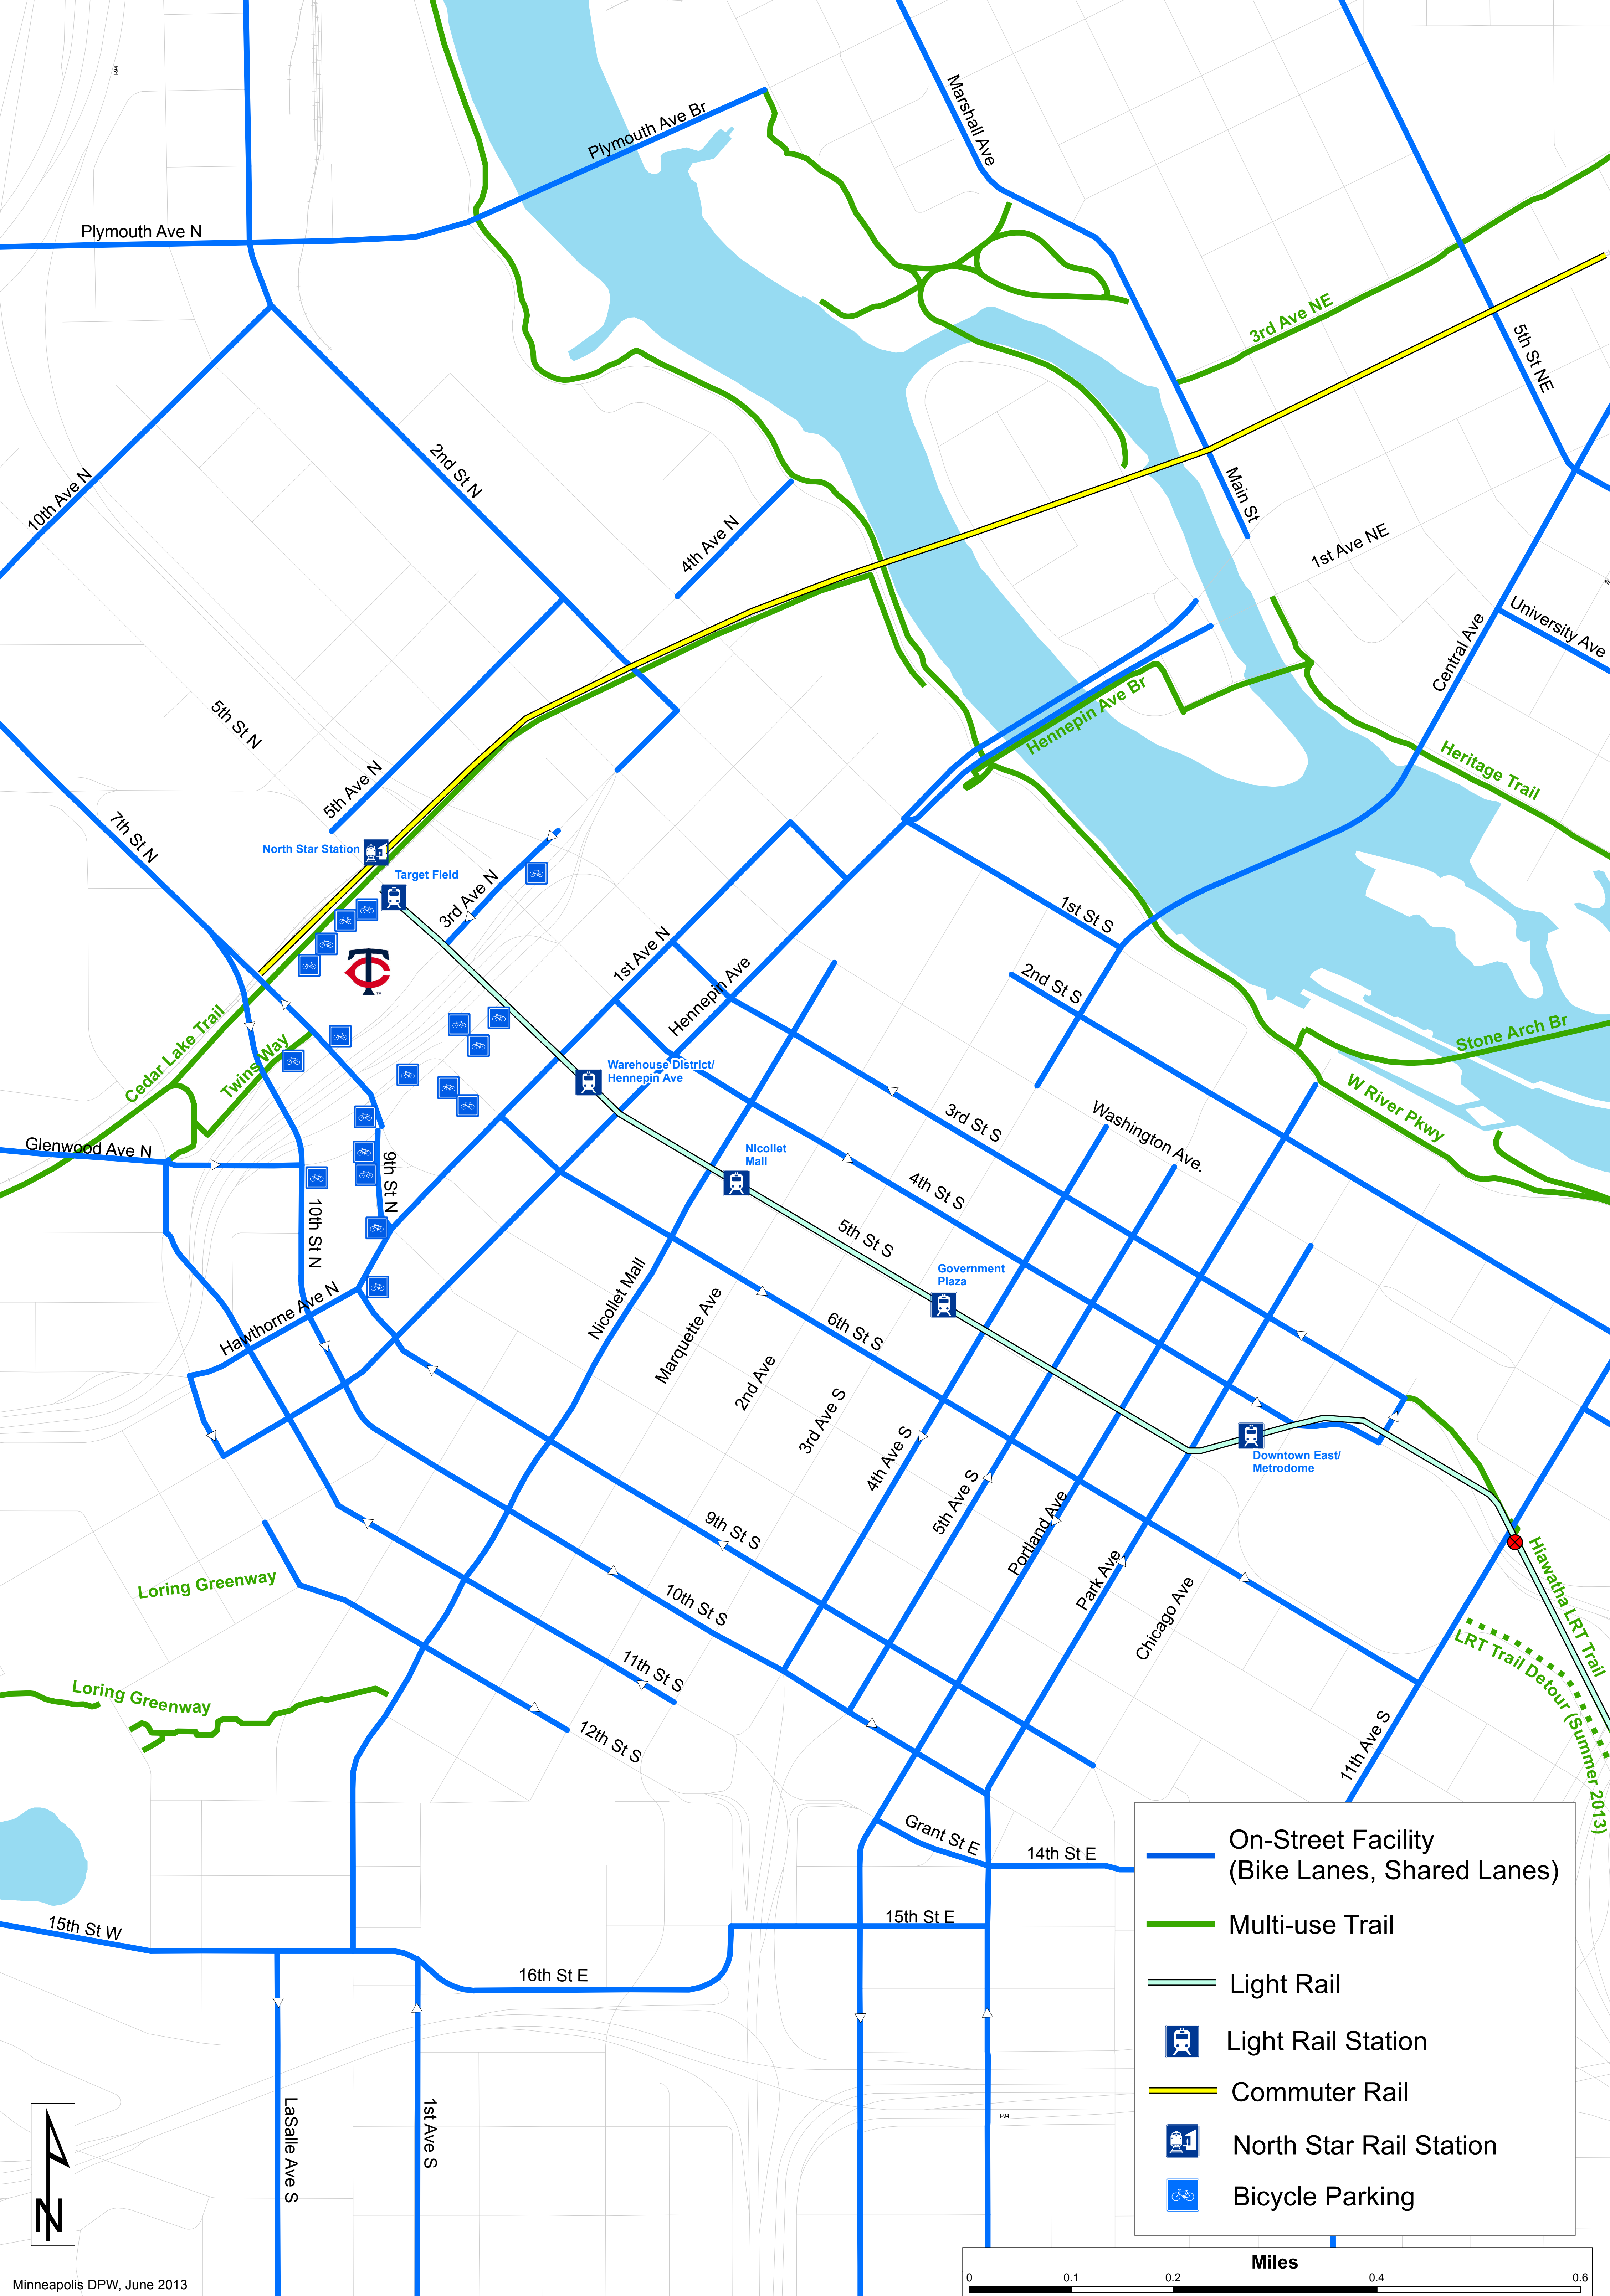 I-94
Marshall Ave
Plymouth Ave Br
Plymouth Ave N
3rd Ave NE
5th St NE
2nd St N
10th Ave N
4th Ave N
Main St
1st Ave NE
University Ave
Central Ave
5th St N
5th Ave N
Hennepin Ave Br
Heritage Trail
7th St N
North Star Station
Target Field
3rd Ave N
1st Ave N
1st St S
Hennepin Ave
2nd St S
TC
Cedar Lake Trail
Twins Way
Stone Arch Br
W River Pkwy
Warehouse District/
Hennepin Ave
3rd St S
Washington Ave.
Glenwood Ave N
9th St N
Nicollet
Mall
4th St S
10th St N
5th St S
Government
Plaza
Hawthorne Ave N
Nicollet Mall
Marquette Ave
6th St S
2nd Ave
3rd Ave S
4th Ave S
Downtown East/
Metrodome
5th Ave S
9th St S
Portland Ave
Park Ave
Hiawatha LRT Trail
Loring Greenway
10th St S
Chicago Ave
LRT Trail Detour (Summer 2013)
11th St S
Loring Greenway
12th St S
11th Ave S
Grant St E
14th St E
15th St W
15th St E
16th St E
LaSalle Ave S
1st Ave S
I-94
On-Street Facility
(Bike Lanes, Shared Lanes)
Multi-use Trail
Light Rail
Light Rail Station
Commuter Rail
North Star Rail Station
Bicycle Parking
N
Miles
0 0.1 0.2 0.4 0.6
Minneapolis DPW, June 2013